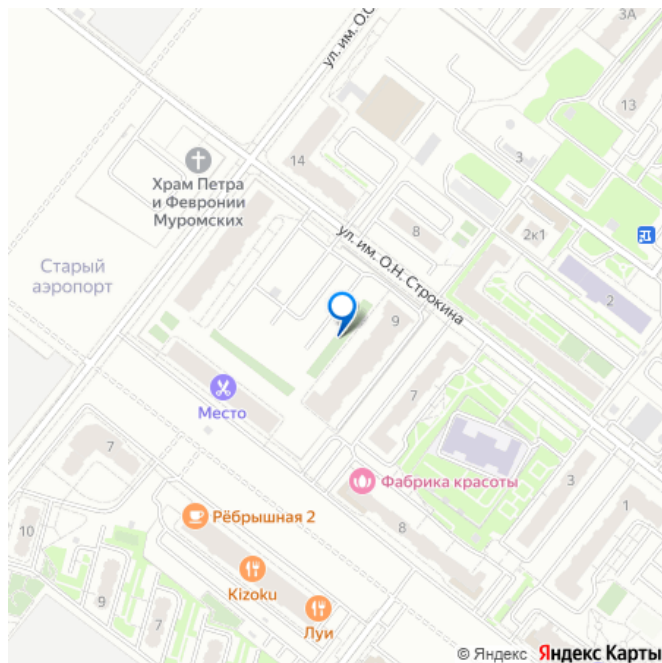 3А
ул. им. О.С
13
14
3
Храм Петра
и Февронии
Муромских
8
2к1
ул. им. О.Н. Строкина
Старый
аэропорт
2
9
7
Место
7
Фабрика красоты
3
1
Рёбрышная 2
8
10
Kizoku
9
7
Луи
© Яндекс Яндекс Карты